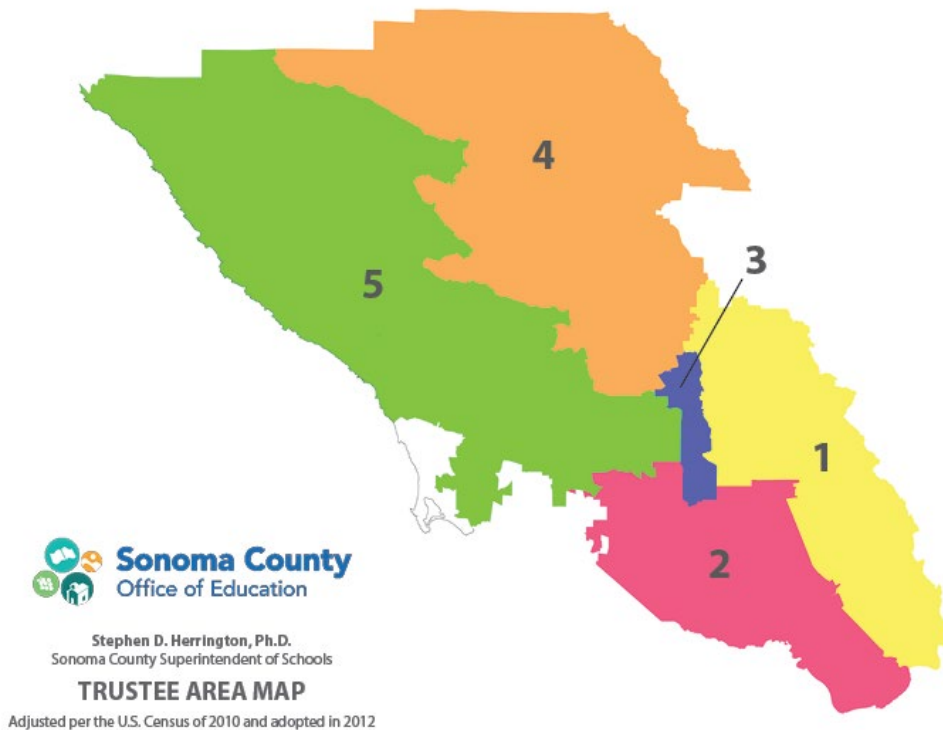 4
3
5
1
2
Sonoma County
Office of Education
Stephen D. Herrington, Ph.D.
Sonoma County Superintendent of Schools
TRUSTEE AREA MAP
Adjusted per the U.S. Census of 2010 and adopted in 2012